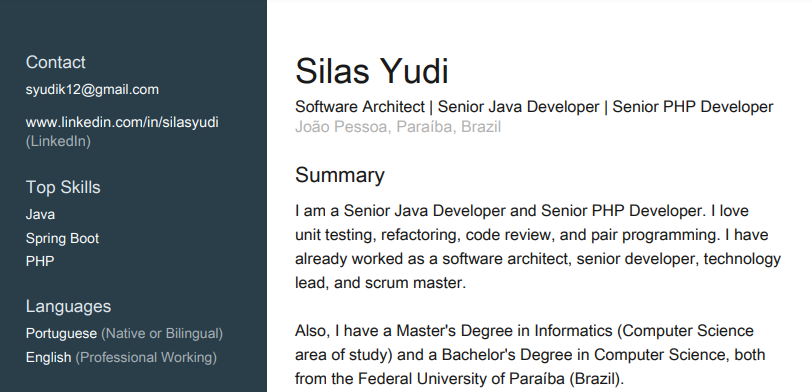 Contact
syudik12@gmail.com
www.linkedin.com/in/silasyudi
(LinkedIn)
Top Skills
Java
Spring Boot
PHP
Languages
Portuguese (Native or Bilingual)
English (Professional Working)
Silas Yudi
Software Architect | Senior Java Developer | Senior PHP Developer
João Pessoa, Paraíba, Brazil
Summary
I am a Senior Java Developer and Senior PHP Developer. I love
unit testing, refactoring, code review, and pair programming. I have
already worked as a software architect, senior developer, technology
lead, and scrum master.
Also, I have a Master's Degree in Informatics (Computer Science
area of study) and a Bachelor's Degree in Computer Science, both
from the Federal University of Paraíba (Brazil).